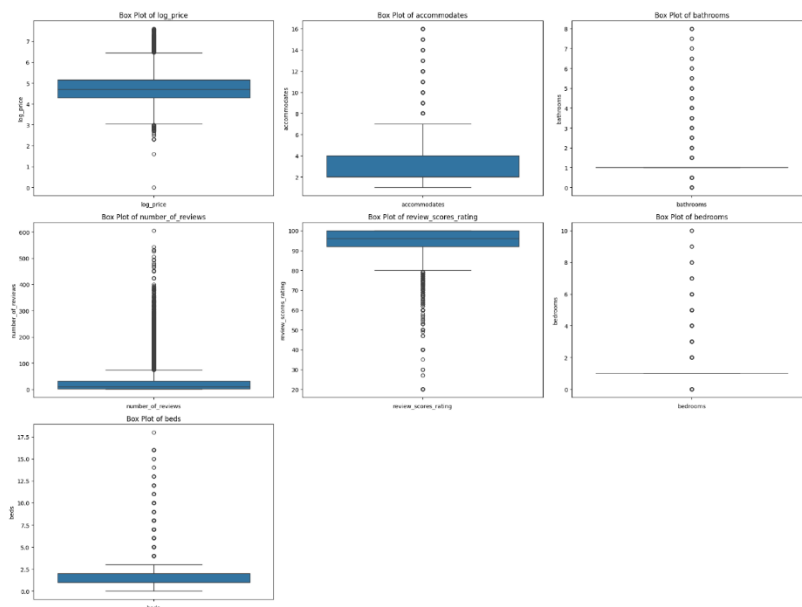 Box Plot of log_price
7
6
5
4
3
2
1
0
log_price
log_price
Box Plot of accommodates
16
14
12
10
8
6
4
2
accommodates
accommodates
Box Plot of bathrooms
8
7
6
5
4
3
2
1
0
bathrooms
bathrooms
Box Plot of number_of_reviews
600
500
400
300
200
100
0
number_of_reviews
number_of_reviews
Box Plot of review_scores_rating
100
90
80
70
60
50
40
30
20
review_scores_rating
review_scores_rating
Box Plot of bedrooms
10
8
6
4
2
0
bedrooms
bedrooms
Box Plot of beds
17.5
15.0
12.5
10.0
7.5
5.0
2.5
0.0
beds
beds